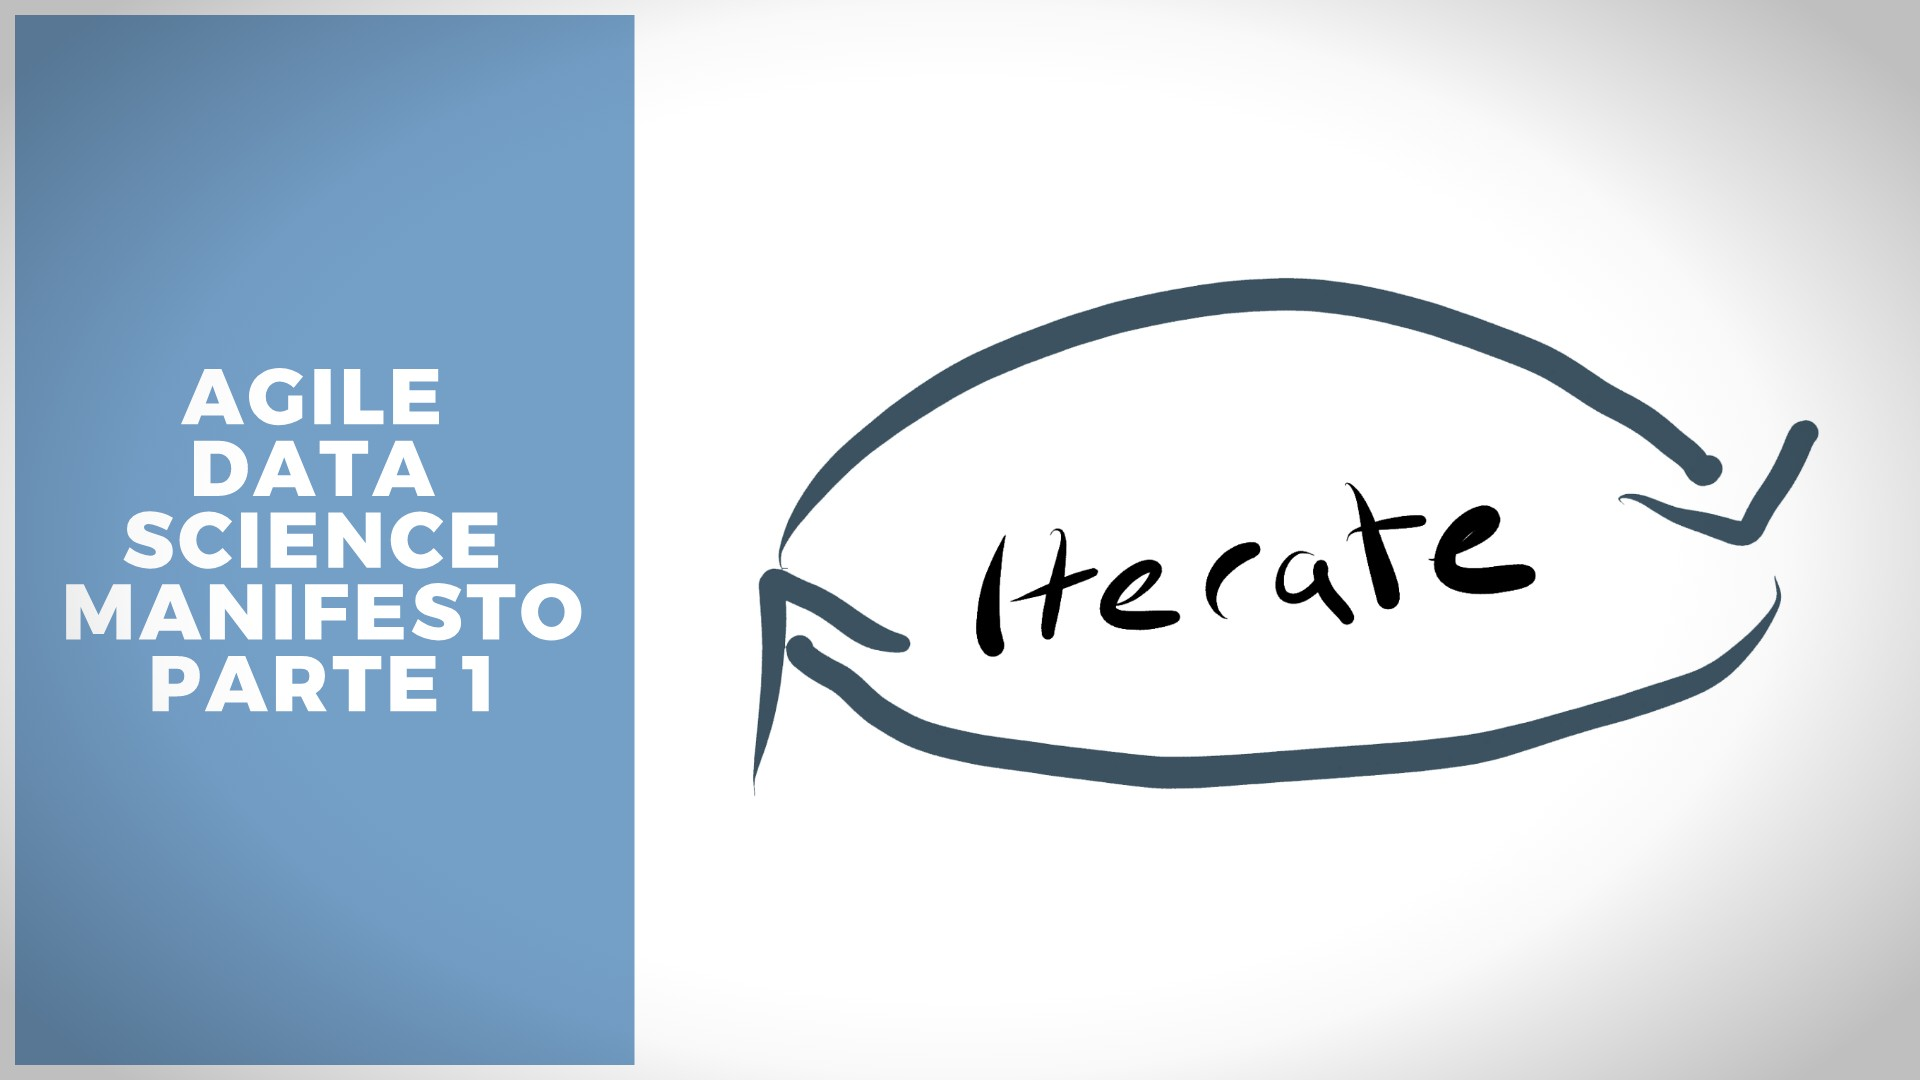 AGILE
DATA
SCIENCE
MANIFESTO
PARTE 1
Iterate